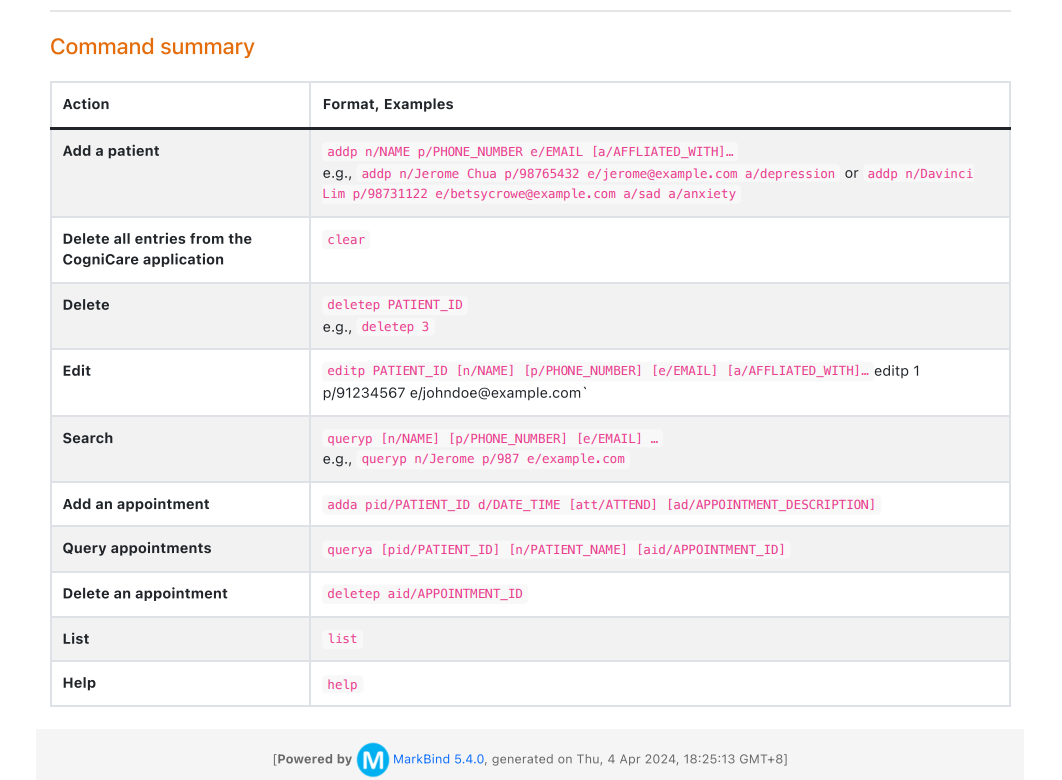 Command summary
Action
Format, Examples
Add a patient
addp n/NAME p/PHONE_NUMBER e/EMAIL [a/AFFLIATED_WITH]…
e.g., addp n/Jerome Chua p/98765432 e/jerome@example.com a/depression or addp n/Davinci
Lim p/98731122 e/betsycrowe@example.com a/sad a/anxiety
Delete all entries from the
CogniCare application
clear
Delete
deletep PATIENT_ID
e.g., deletep 3
Edit
editp PATIENT_ID [n/NAME] [p/PHONE_NUMBER] [e/EMAIL] [a/AFFLIATED_WITH]… editp 1
p/91234567 e/johndoe@example.com`
Search
queryp [n/NAME] [p/PHONE_NUMBER] [e/EMAIL] …
e.g., queryp n/Jerome p/987 e/example.com
Add an appointment
adda pid/PATIENT_ID d/DATE_TIME [att/ATTEND] [ad/APPOINTMENT_DESCRIPTION]
Query appointments
querya [pid/PATIENT_ID] [n/PATIENT_NAME] [aid/APPOINTMENT_ID]
Delete an appointment
deletep aid/APPOINTMENT_ID
List
list
Help
help
[Powered by M MarkBind 5.4.0, generated on Thu, 4 Apr 2024, 18:25:13 GMT+8]